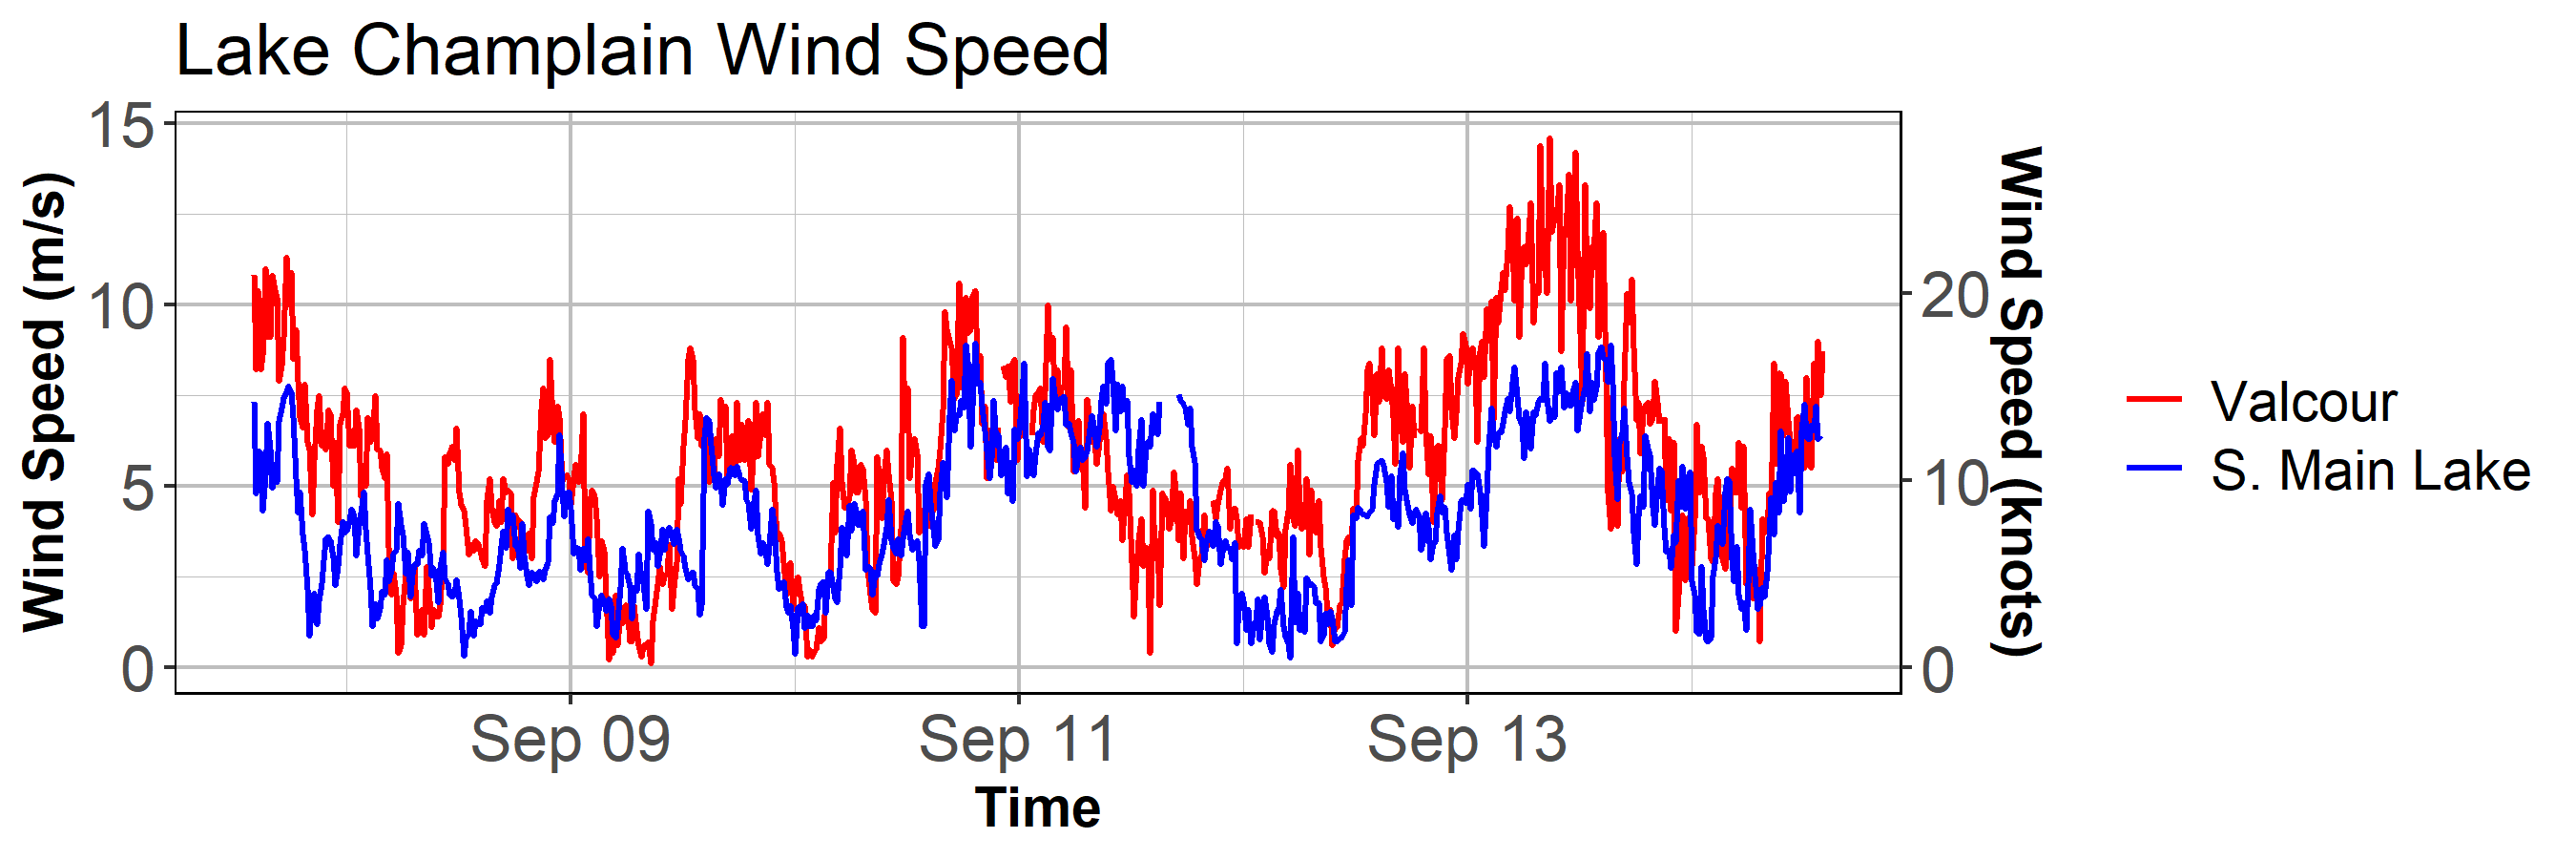 Lake Champlain Wind Speed
Wind Speed (m/s)
15
10
5
0
Wind Speed (knots)
20
10
0
Sep 09
Sep 11
Sep 13
Time
Valcour
S. Main Lake